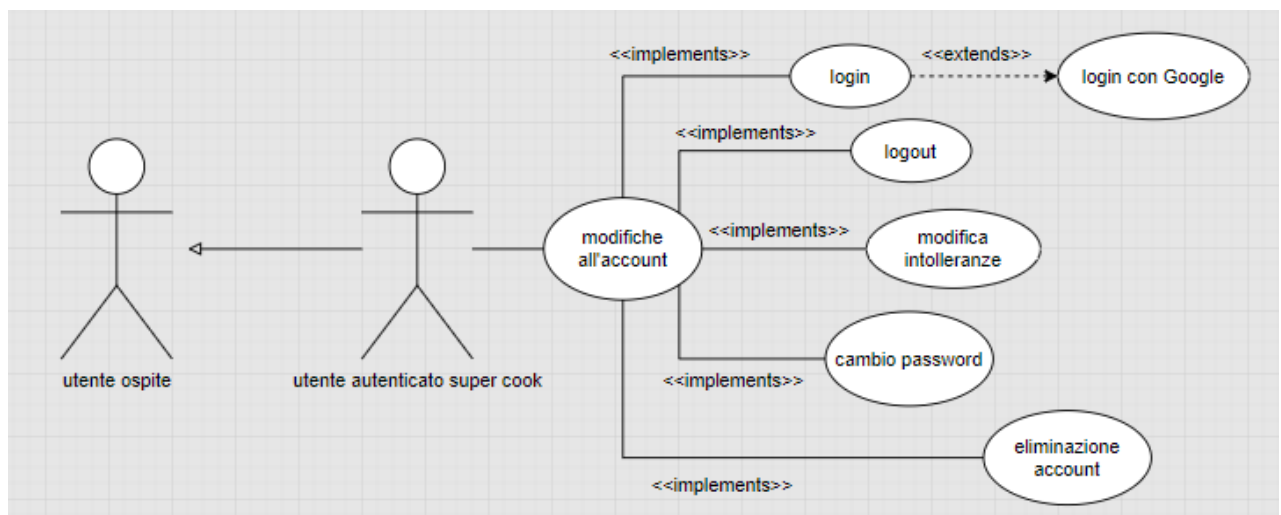 <<implements>>
<<extends>>
login
login con Google
<<implements>>
logout
<<implements>>
modifiche
all'account
modifica
intolleranze
cambio password
<<implements>>
utente ospite
utente autenticato super cook
eliminazione
account
<<implements>>